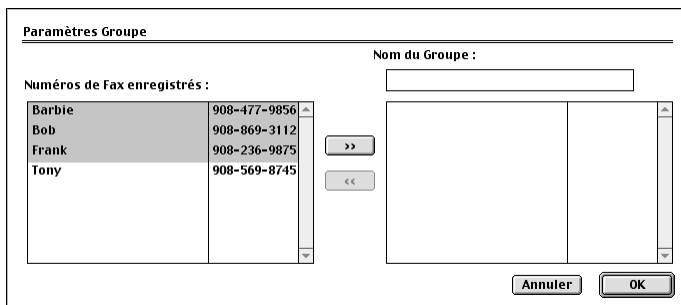 Paramètres Groupe
Nom du Groupe :
Numéros de Fax enregistrés :
Barbie 908-477-9856
Bob 908-869-3112
Frank 908-236-9875
Tony 908-569-8745
>>
<<
Annuler OK